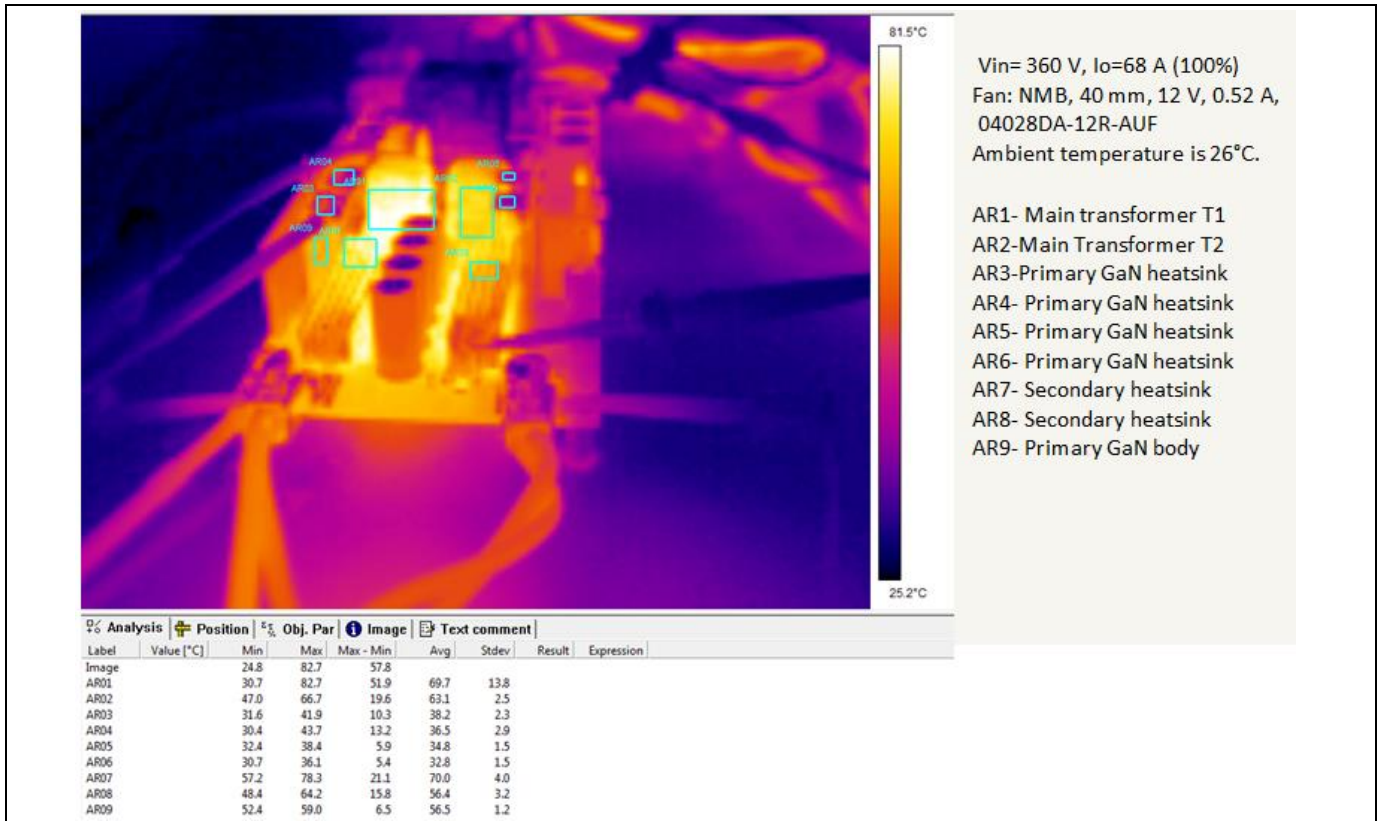 81.5°C
25.2°C
AR04
AR03
AR09
Vin= 360 V, Io=68 A (100%)
Fan: NMB, 40 mm, 12 V, 0.52 A,
04028DA-12R-AUF
Ambient temperature is 26°C.
AR1- Main transformer T1
AR2-Main Transformer T2
AR3-Primary GaN heatsink
AR4- Primary GaN heatsink
AR5- Primary GaN heatsink
AR6- Primary GaN heatsink
AR7- Secondary heatsink
AR8- Secondary heatsink
AR9- Primary GaN body
Analysis Position Obj. Par Image Text comment
Label Value [°C] Min Max Max - Min Avg Stdev Result Expression
Image 24.8 82.7 57.8
AR01 30.7 82.7 51.9 69.7 13.8
AR02 47.0 66.7 19.6 63.1 2.5
AR03 31.6 41.9 10.3 38.2 2.3
AR04 30.4 43.7 13.2 36.5 2.9
AR05 32.4 38.4 5.9 34.8 1.5
AR06 30.7 36.1 5.4 32.8 1.5
AR07 57.2 78.3 21.1 70.0 4.0
AR08 48.4 64.2 15.8 56.4 3.2
AR09 52.4 59.0 6.5 56.5 1.2